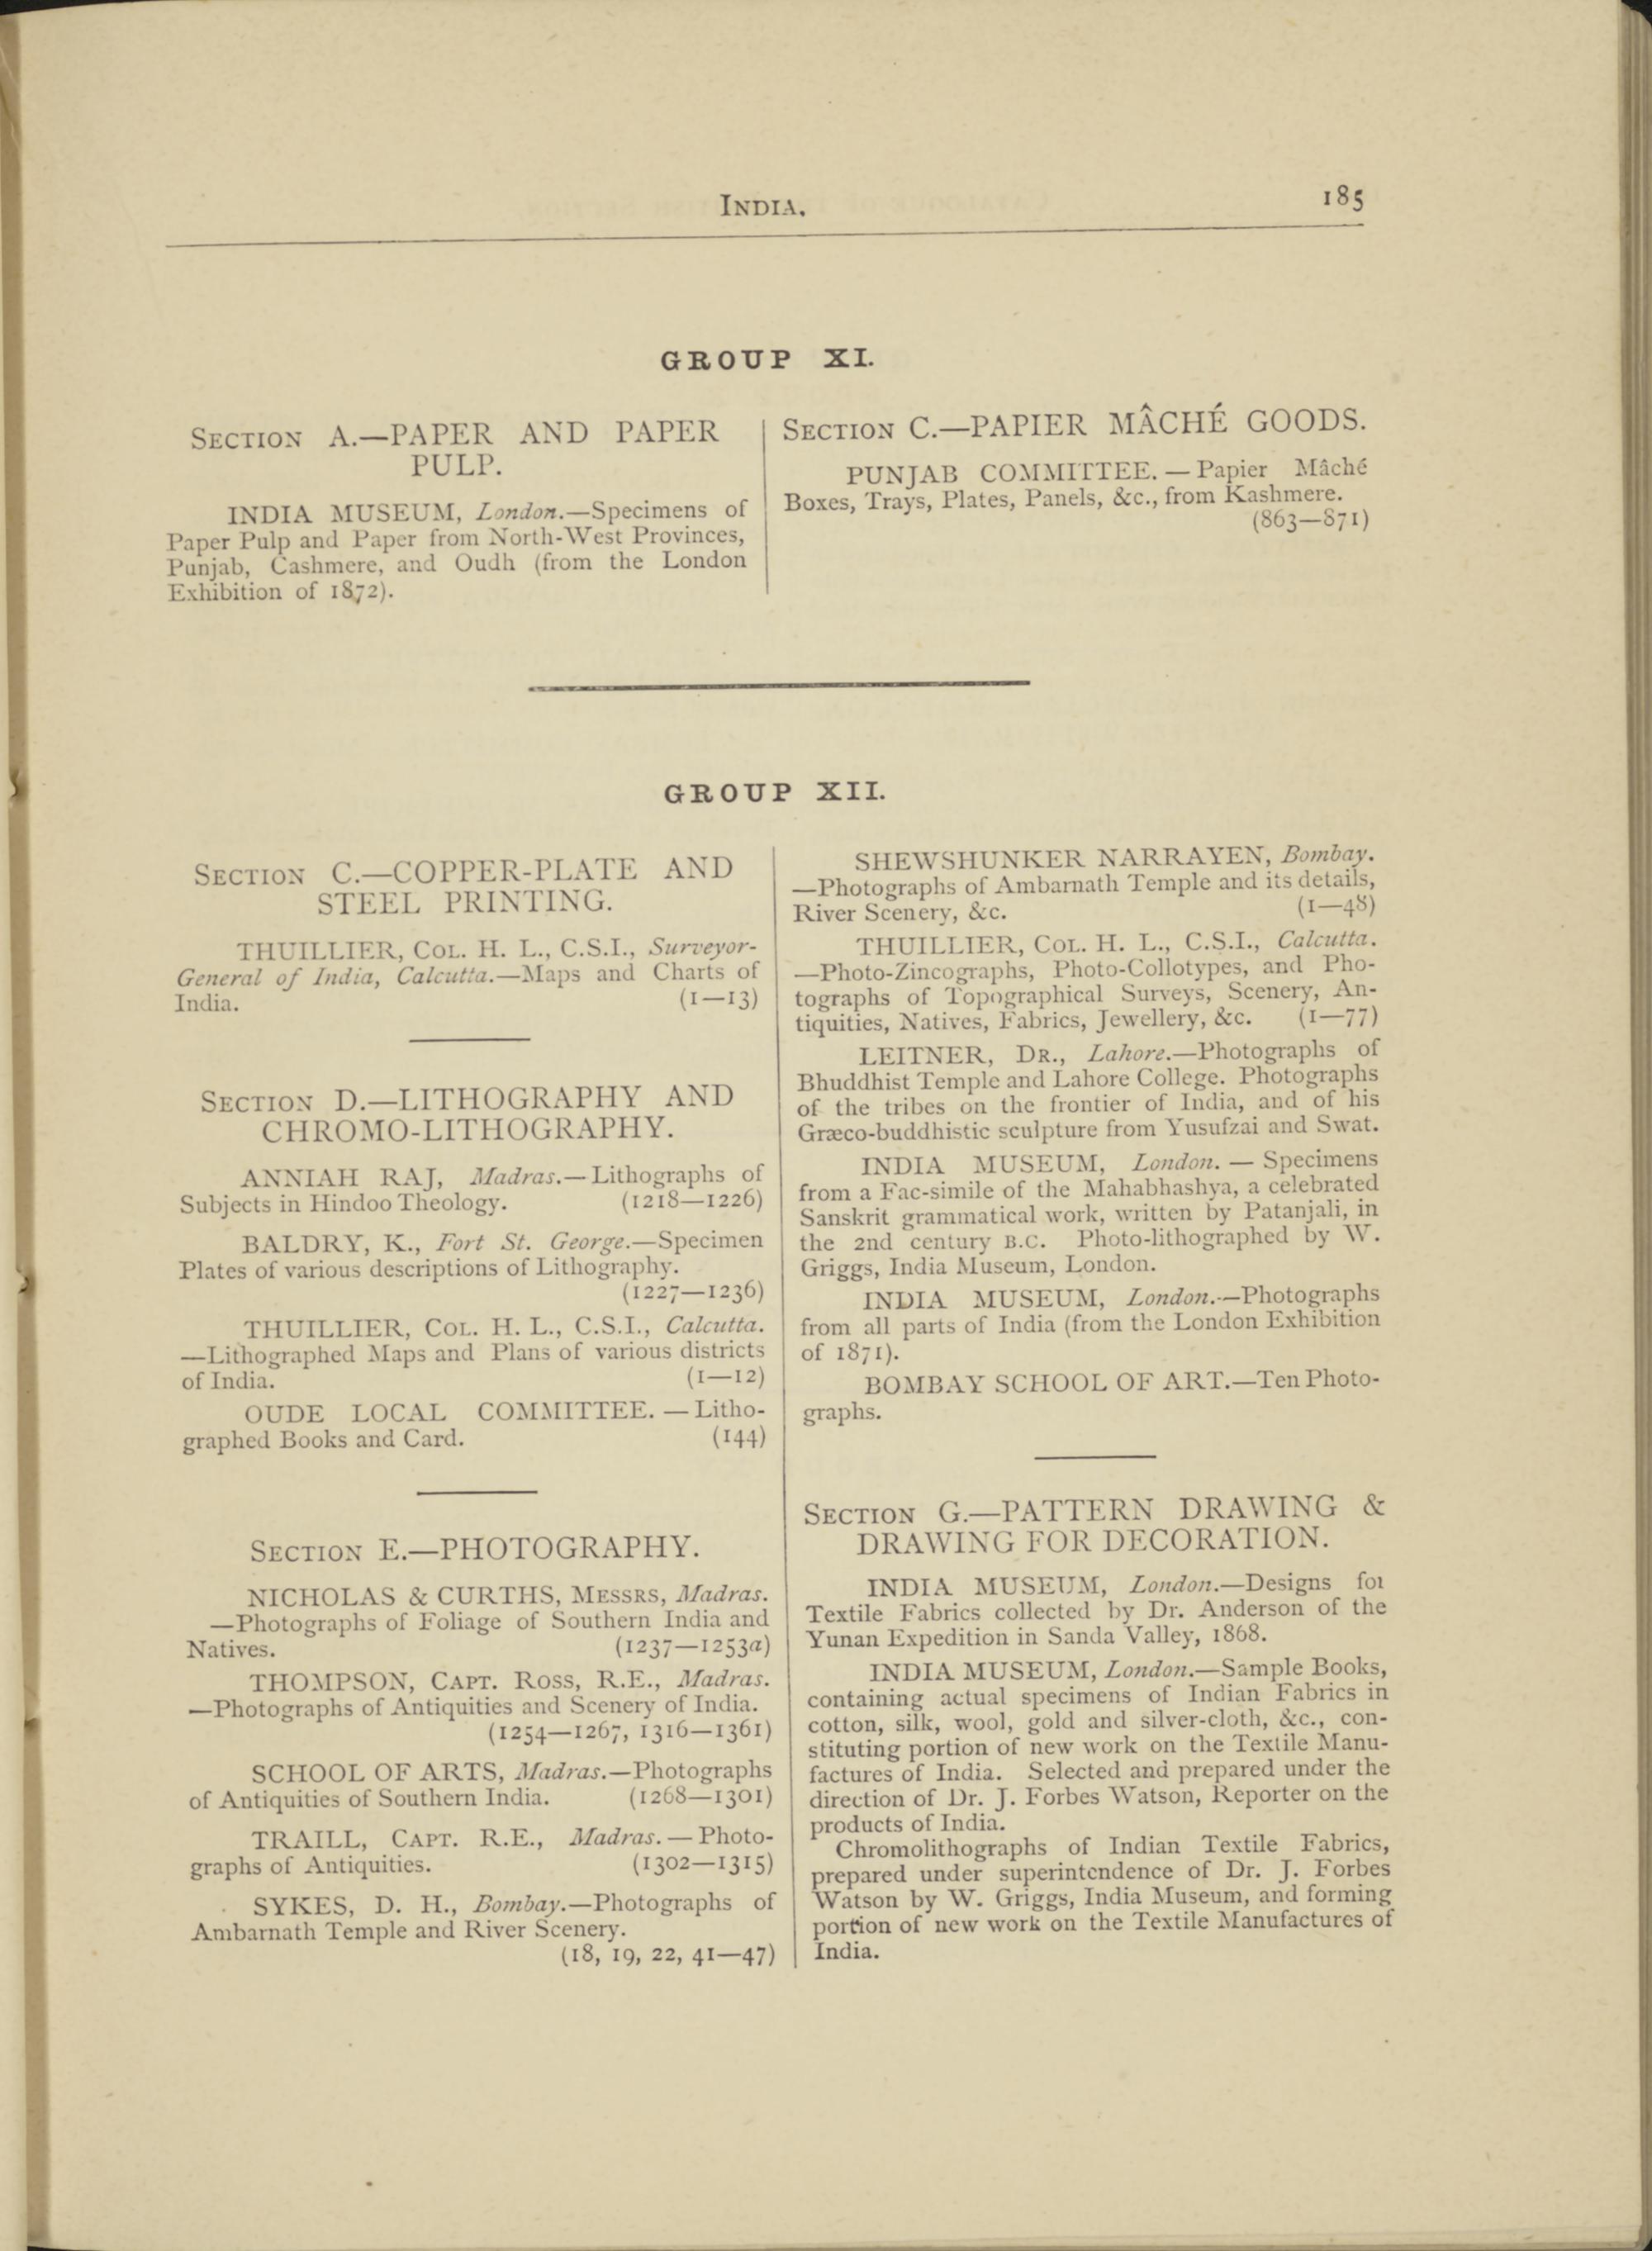 INDIA.
185
GROUP XI.
SECTION A.—PAPER AND PAPER
PULP.
INDIA MUSEUM, London.—Specimens of
Paper Pulp and Paper from North-West Provinces,
Punjab, Cashmere, and Oudh (from the London
Exhibition of 1872).
SECTION C.—PAPIER MÂCHÉ GOODS.
PUNJAB COMMITTEE.—Papier Mâché
Boxes, Trays, Plates, Panels, &c., from Kashmere.
(863—871)
GROUP XII.
SECTION C.—COPPER-PLATE AND
STEEL PRINTING.
THUILLIER, COL. H. L., C.S.I., Surveyor-
General of India, Calcutta.—Maps and Charts of
India. (1—13)
SECTION D.—LITHOGRAPHY AND
CHROMO-LITHOGRAPHY.
ANNIAH RAJ, Madras.—Lithographs of
Subjects in Hindoo Theology. (1218—1226)
BALDRY, K., Fort St. George.—Specimen
Plates of various descriptions of Lithography.
(1227—1236)
THUILLIER, COL. H. L., C.S.I., Calcutta.
—Lithographed Maps and Plans of various districts
of India. (1—12)
OUDE LOCAL COMMITTEE.—Litho-
graphed Books and Card. (144)
SECTION E.—PHOTOGRAPHY.
NICHOLAS & CURTHS, MESSRS, Madras.
—Photographs of Foliage of Southern India and
Natives. (1237—1253a)
THOMPSON, CAPT. ROSS, R.E., Madras.
—Photographs of Antiquities and Scenery of India.
(1254—1267, 1316—1361)
SCHOOL OF ARTS, Madras.—Photographs
of Antiquities of Southern India. (1268—1301)
TRAILL, CAPT. R.E., Madras.—Photo-
graphs of Antiquities. (1302—1315)
SYKES, D. H., Bombay.—Photographs of
Ambarnath Temple and River Scenery.
(18, 19, 22, 41—47)
SHEWSHUNKER NARRAYEN, Bombay.
—Photographs of Ambarnath Temple and its details,
River Scenery, &c. (1—48)
THUILLIER, COL. H. L., C.S.I., Calcutta.
—Photo-Zincographs, Photo-Collotypes, and Pho-
tographs of Topographical Surveys, Scenery, An-
tiquities, Natives, Fabrics, Jewellery, &c. (1—77)
LEITNER, DR., Lahore.—Photographs of
Bhuddhist Temple and Lahore College. Photographs
of the tribes on the frontier of India, and of his
Græco-buddhistic sculpture from Yusufzai and Swat.
INDIA MUSEUM, London.—Specimens
from a Fac-simile of the Mahabhashya, a celebrated
Sanskrit grammatical work, written by Patanjali, in
the 2nd century B.C. Photo-lithographed by W.
Griggs, India Museum, London.
INDIA MUSEUM, London.—Photographs
from all parts of India (from the London Exhibition
of 1871).
BOMBAY SCHOOL OF ART.—Ten Photo-
graphs.
SECTION G.—PATTERN DRAWING &
DRAWING FOR DECORATION.
INDIA MUSEUM, London.—Designs for
Textile Fabrics collected by Dr. Anderson of the
Yunan Expedition in Sanda Valley, 1868.
INDIA MUSEUM, London.—Sample Books,
containing actual specimens of Indian Fabrics in
cotton, silk, wool, gold and silver-cloth, &c., con-
stituting portion of new work on the Textile Manu-
factures of India. Selected and prepared under the
direction of Dr. J. Forbes Watson, Reporter on the
products of India.
Chromolithographs of Indian Textile Fabrics,
prepared under superintendence of Dr. J. Forbes
Watson by W. Griggs, India Museum, and forming
portion of new work on the Textile Manufactures of
India.